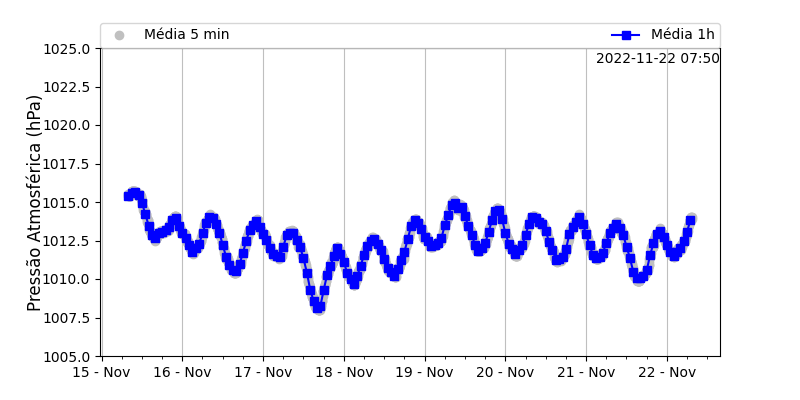 Média 5 min
Média 1h
2022-11-22 07:50
Pressão Atmosférica (hPa)
1025.0
1022.5
1020.0
1017.5
1015.0
1012.5
1010.0
1007.5
1005.0
15 - Nov
16 - Nov
17 - Nov
18 - Nov
19 - Nov
20 - Nov
21 - Nov
22 - Nov